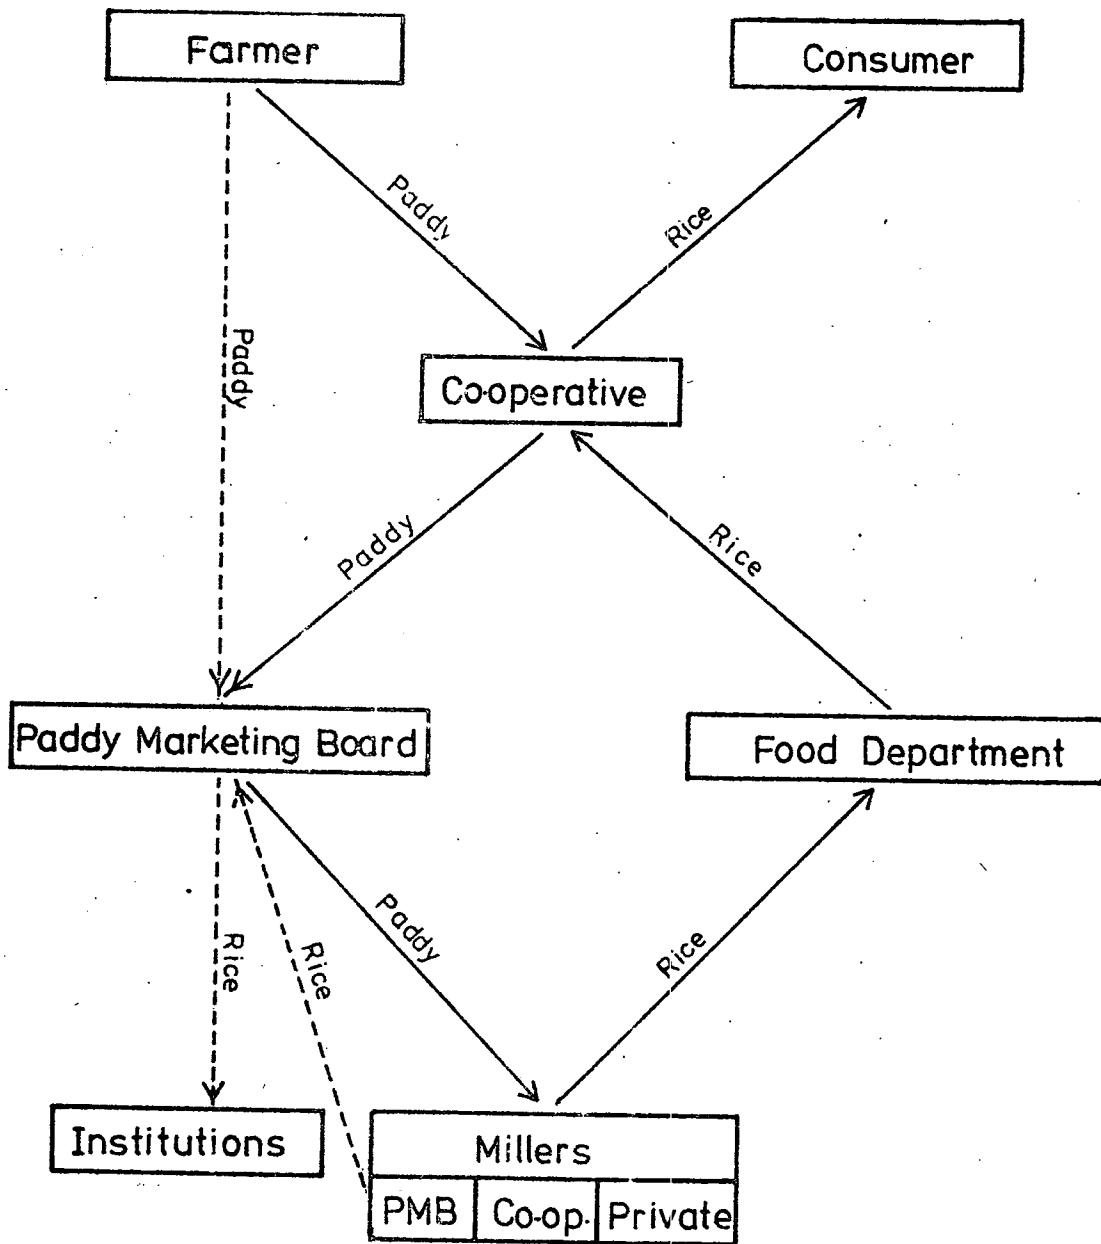 Farmer
Consumer
Paddy
Rice
Paddy
Co-operative
Paddy
Rice
Paddy Marketing Board
Food Department
Rice
Rice
Paddy
Rice
Institutions
Millers
PMB
Co-op.
Private